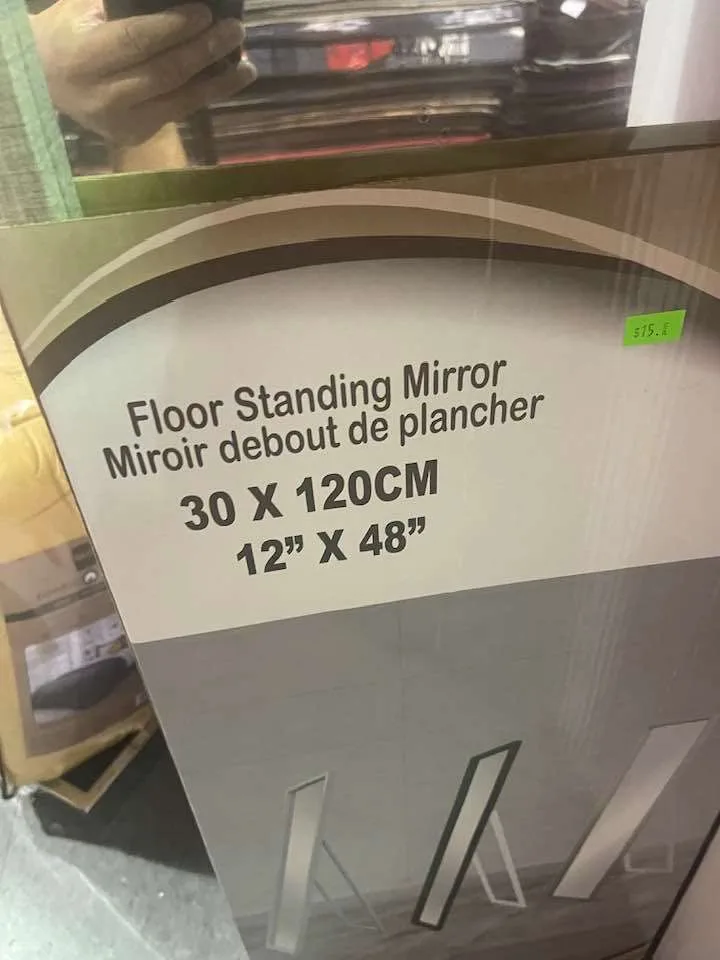 Floor Standing Mirror
Miroir debout de plancher
30 X 120CM
12” X 48”